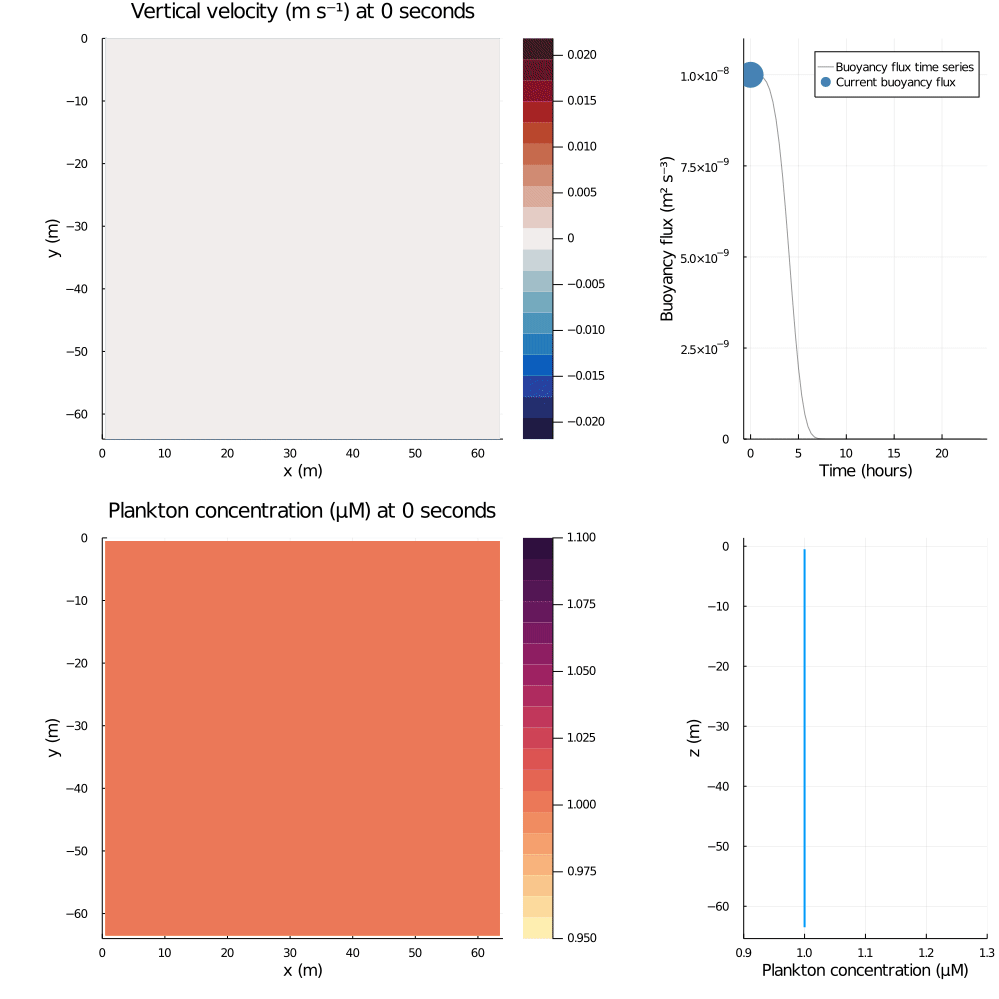 Vertical velocity (m s⁻¹) at 0 seconds
0
−10
−20
−30
−40
−50
−60
y (m)
0 10 20 30 40 50 60
x (m)
0.020
0.015
0.010
0.005
0
−0.005
−0.010
−0.015
−0.020
Buoyancy flux time series
Current buoyancy flux
1.0×10⁻⁸
7.5×10⁻⁹
5.0×10⁻⁹
2.5×10⁻⁹
0
Buoyancy flux (m² s⁻³)
0 5 10 15 20
Time (hours)
Plankton concentration (μM) at 0 seconds
0
−10
−20
−30
−40
−50
−60
y (m)
0 10 20 30 40 50 60
x (m)
1.100
1.075
1.050
1.025
1.000
0.975
0.950
0
−10
−20
−30
−40
−50
−60
z (m)
0.9 1.0 1.1 1.2 1.3
Plankton concentration (μM)